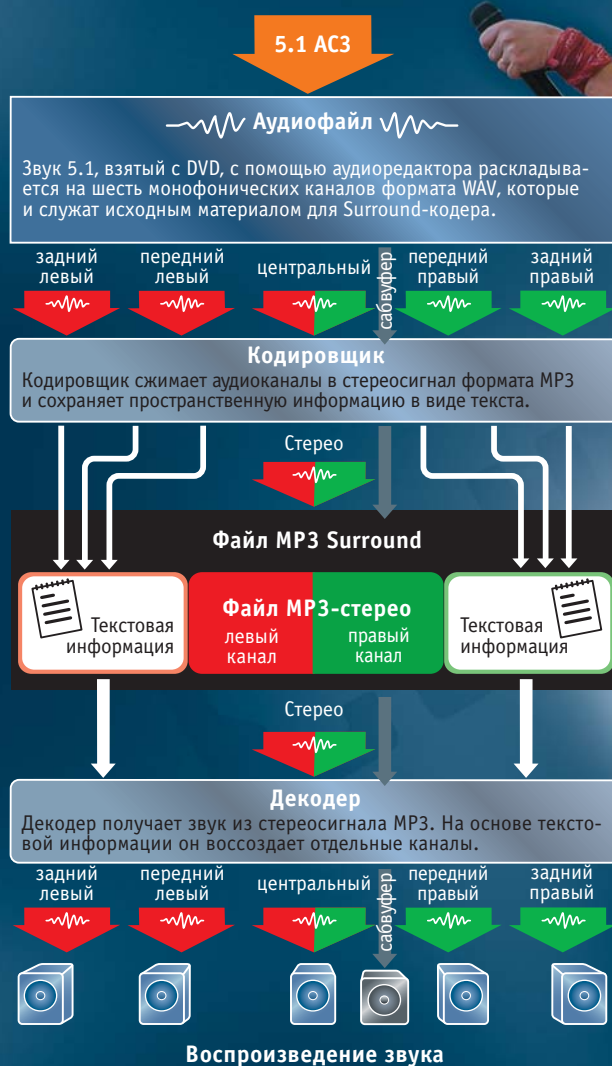 5.1 AC3
Аудиофайл
Звук 5.1, взятый с DVD, с помощью аудиоредактора раскладыва-
ется на шесть монофонических каналов формата WAV, которые
и служат исходным материалом для Surround-кодера.
задний левый
передний левый
центральный
сабвуфер
передний правый
задний правый
Кодировщик
Кодировщик сжимает аудиоканалы в стереосигнал формата MP3
и сохраняет пространственную информацию в виде текста.
Стерео
Файл MP3 Surround
Текстовая
информация
Файл MP3-стерео
левый
канал
правый
канал
Текстовая
информация
Стерео
Декодер
Декодер получает звук из стереосигнала MP3. На основе тексто-
вой информации он воссоздает отдельные каналы.
задний левый
передний левый
центральный
сабвуфер
передний правый
задний правый
Воспроизведение звука